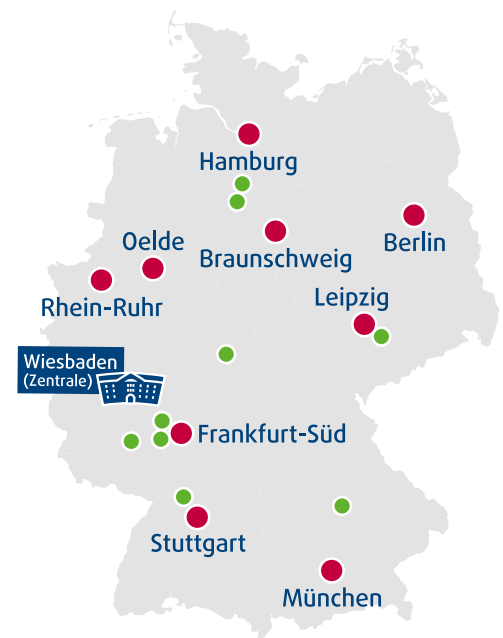 Hamburg
Oelde
Braunschweig
Berlin
Rhein-Ruhr
Leipzig
Wiesbaden
(Zentrale)
Frankfurt-Süd
Stuttgart
München